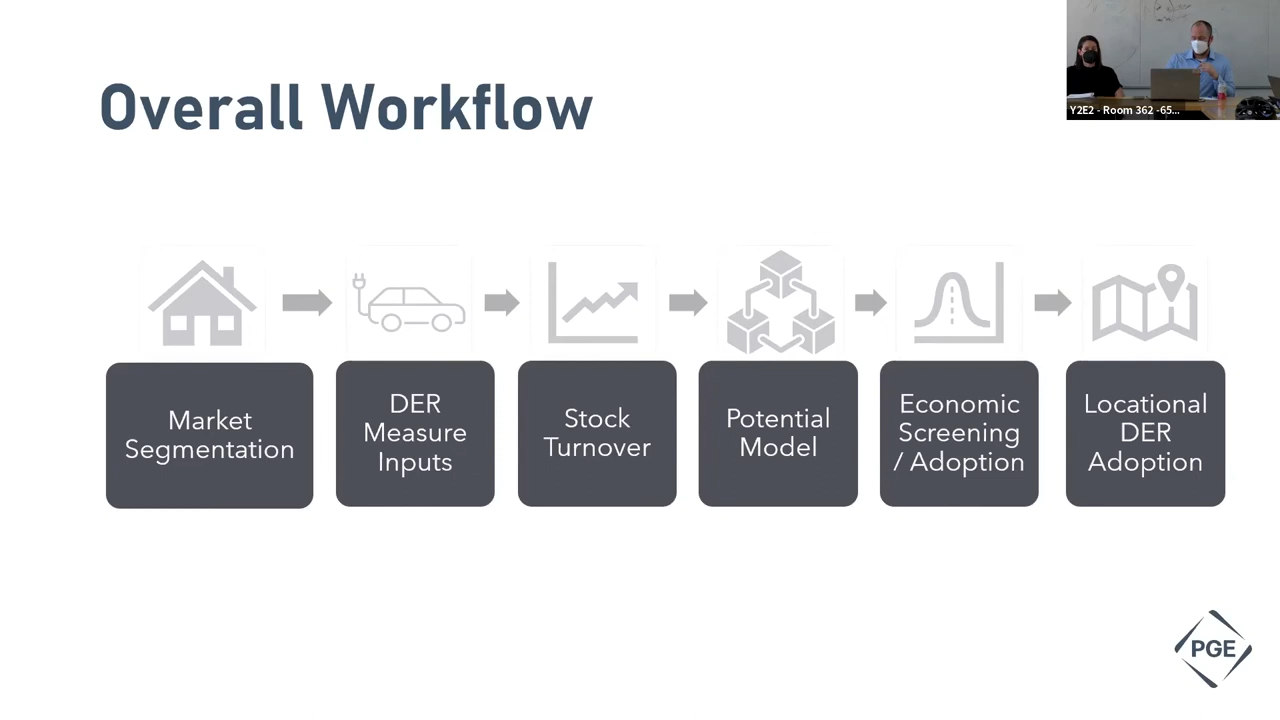 Overall Workflow
Y2E2 - Room 362 -65...
Market
Segmentation
DER
Measure
Inputs
Stock
Turnover
Potential
Model
Economic
Screening
/ Adoption
Locational
DER
Adoption
PGE